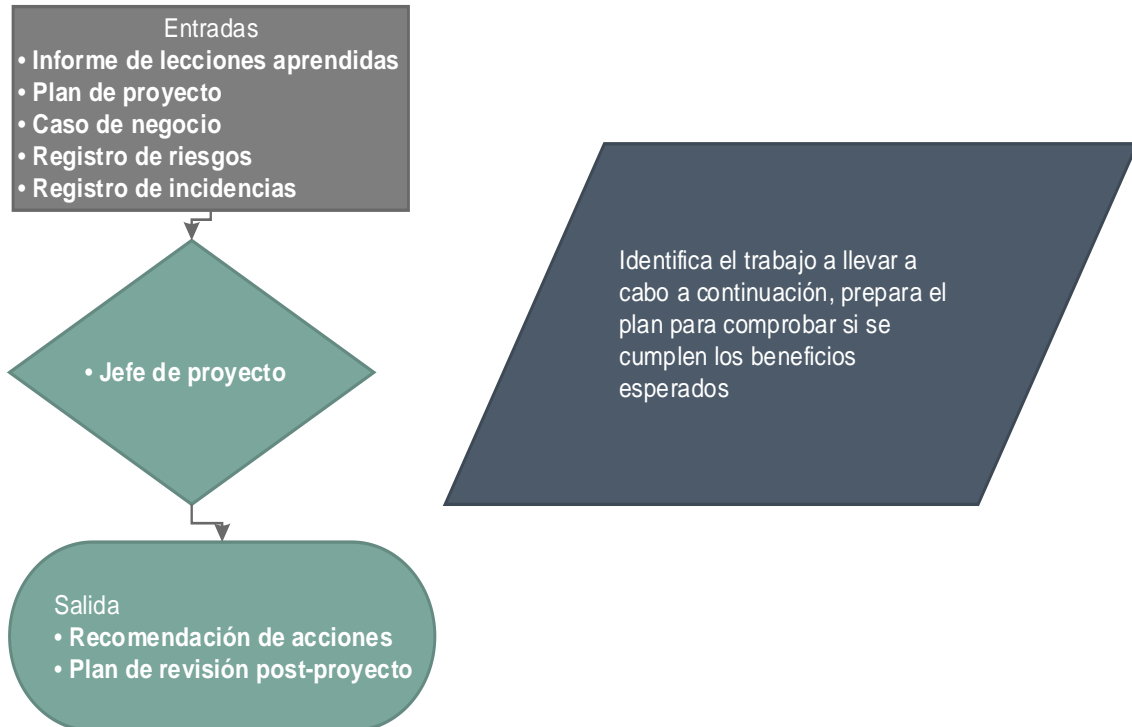 Entradas
• Informe de lecciones aprendidas
• Plan de proyecto
• Caso de negocio
• Registro de riesgos
• Registro de incidencias
• Jefe de proyecto
Salida
• Recomendación de acciones
• Plan de revisión post-proyecto
Identifica el trabajo a llevar a
cabo a continuación, prepara el
plan para comprobar si se
cumplen los beneficios
esperados